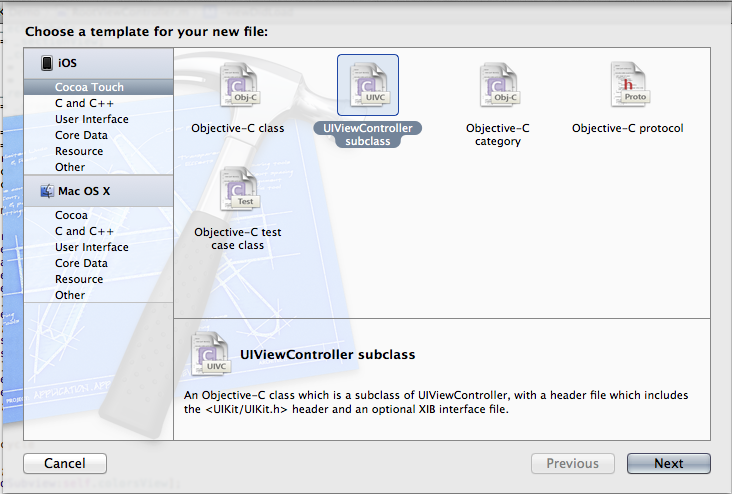 Choose a template for your new file:
iOS
Cocoa Touch
C and C++
User Interface
Core Data
Resource
Other
Mac OS X
Cocoa
C and C++
User Interface
Core Data
Resource
Other
Obj-C
Objective-C class
UIVC
UIViewController
subclass
Obj-C
Objective-C
category
h
Proto
Objective-C protocol
Test
Objective-C test
case class
C
UIVC
UIViewController subclass
An Objective-C class which is a subclass of UIViewController, with a header file which includes
the <UIKit/UIKit.h> header and an optional XIB interface file.
PROJECT APPLICATION.APP
Cancel
Previous
Next